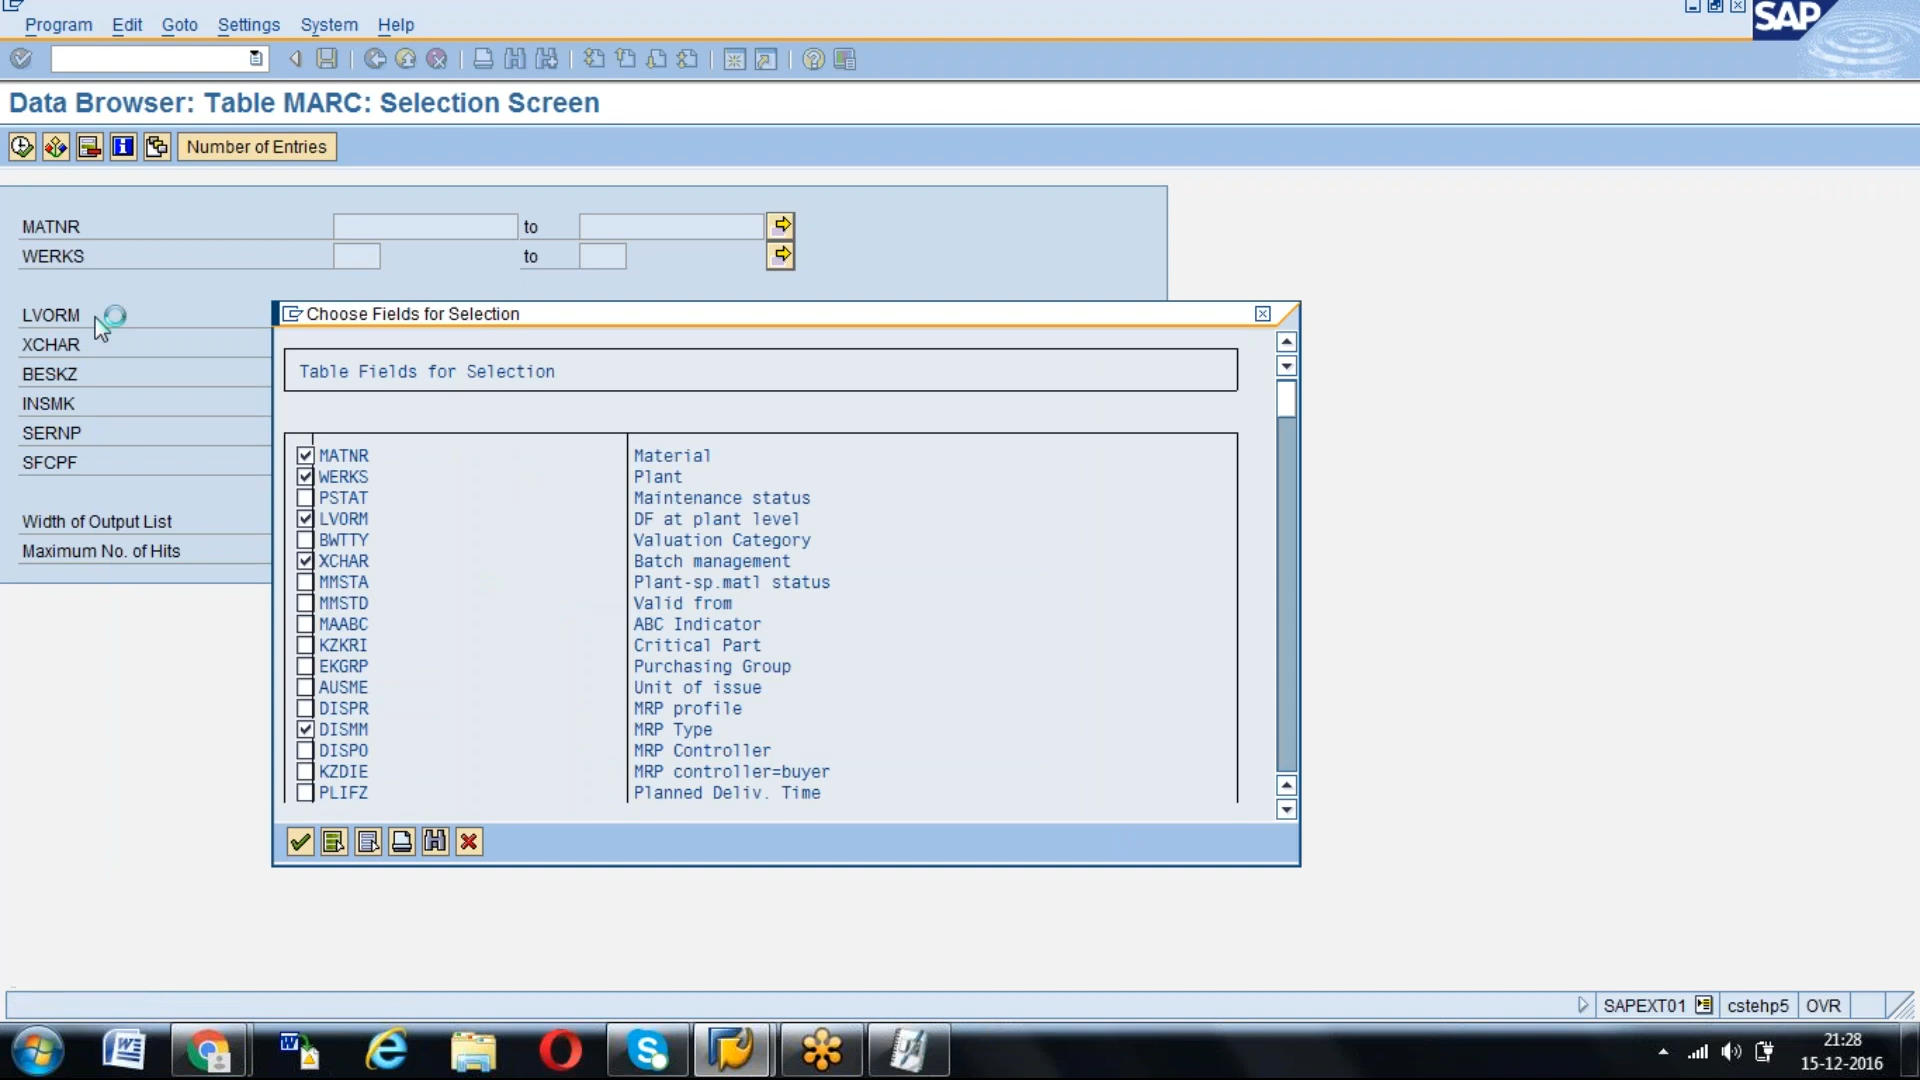 Program Edit Goto Settings System Help
SAP
Data Browser: Table MARC: Selection Screen
Number of Entries
MATNR to
WERKS to
LVORM
XCHAR
BESKZ
INSMK
SERNP
SFCPF
Width of Output List
Maximum No. of Hits
Choose Fields for Selection
Table Fields for Selection
MATNR Material
WERKS Plant
PSTAT Maintenance status
LVORM DF at plant level
BWTTY Valuation Category
XCHAR Batch management
MMSTA Plant-sp.matl status
MMSTD Valid from
MAABC ABC Indicator
KZKRI Critical Part
EKGRP Purchasing Group
AUSME Unit of issue
DISPR MRP profile
DISMM MRP Type
DISPO MRP Controller
KZDIE MRP controller=buyer
PLIFZ Planned Deliv. Time
SAPEXT01 cstehp5 OVR
21:28
15-12-2016